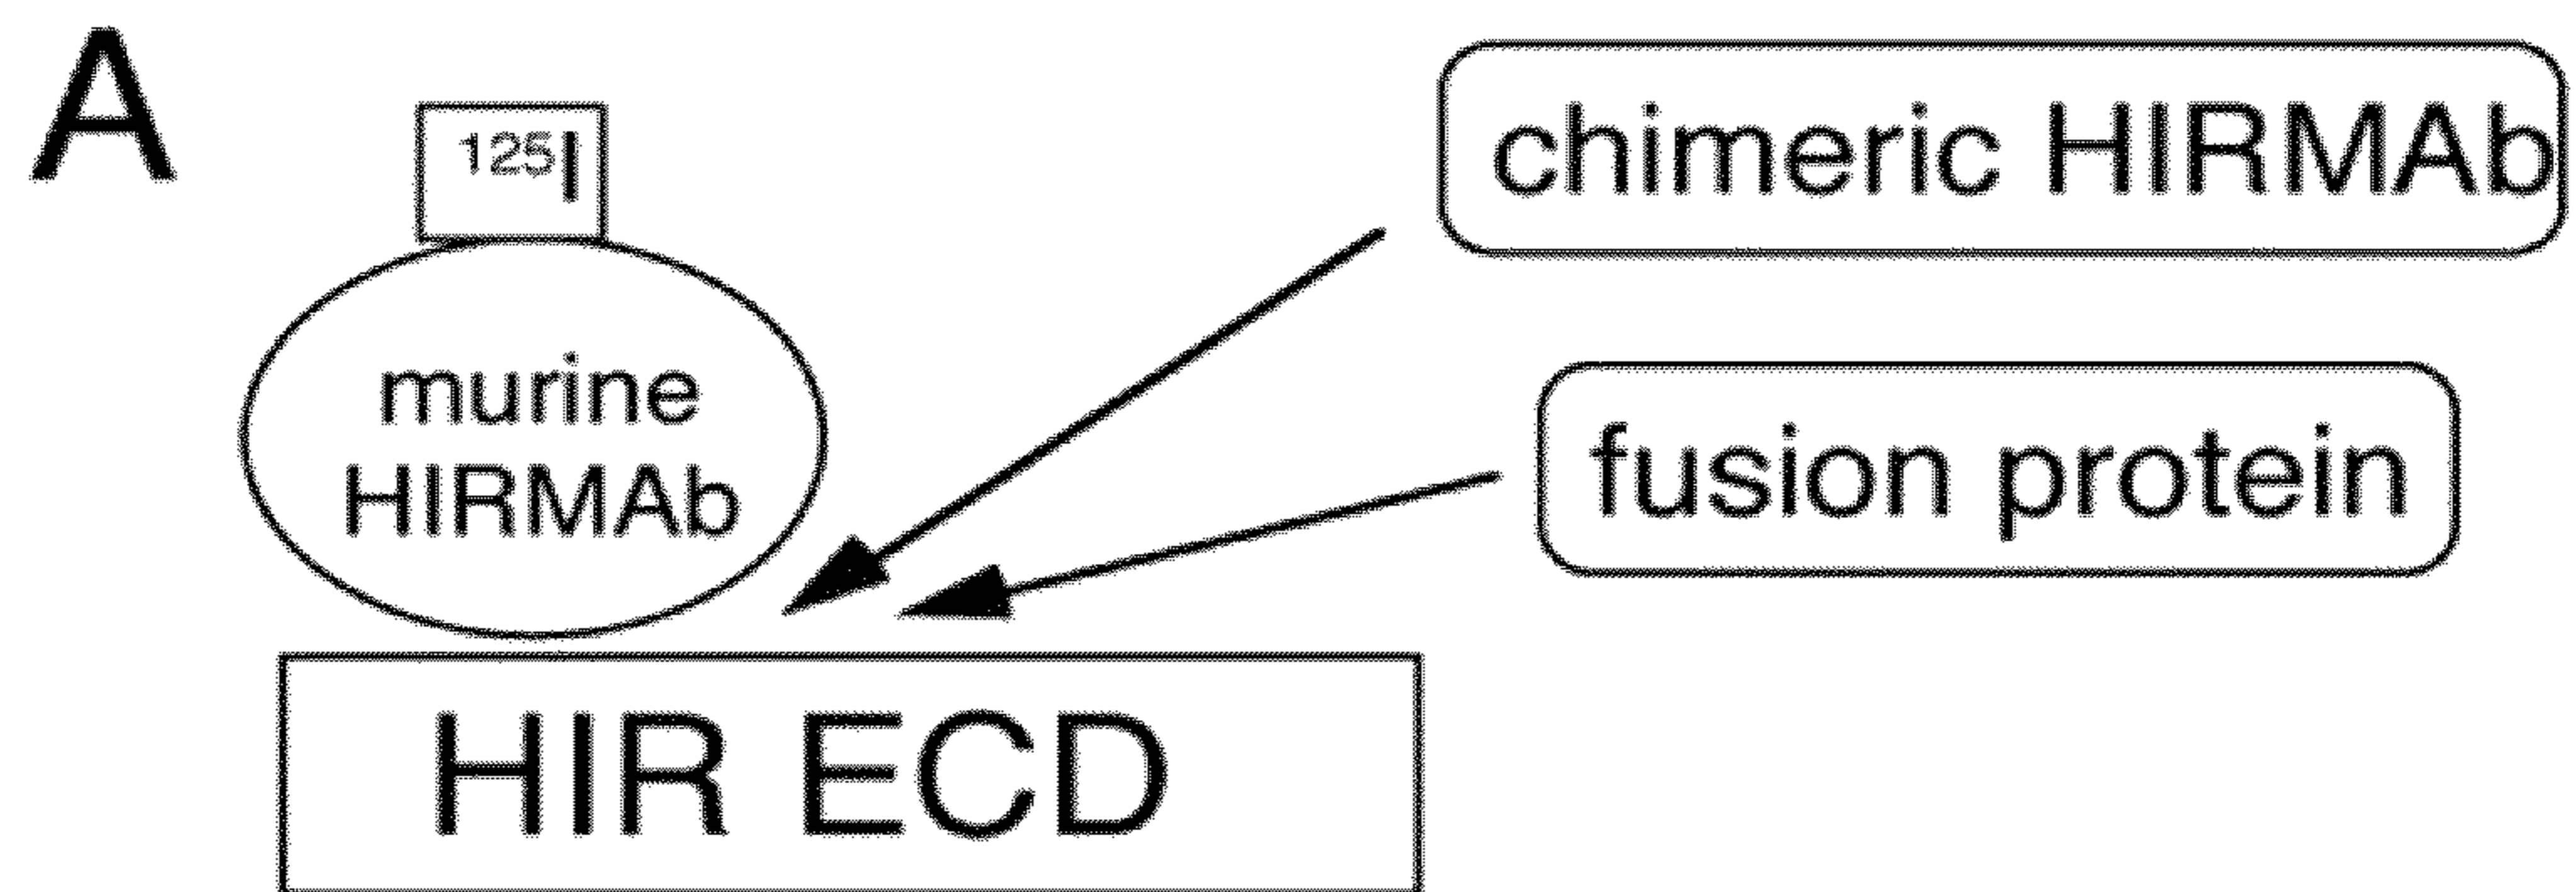 A
¹²⁵I
chimeric HIRMAb
murine
HIRMAb
fusion protein
HIR ECD